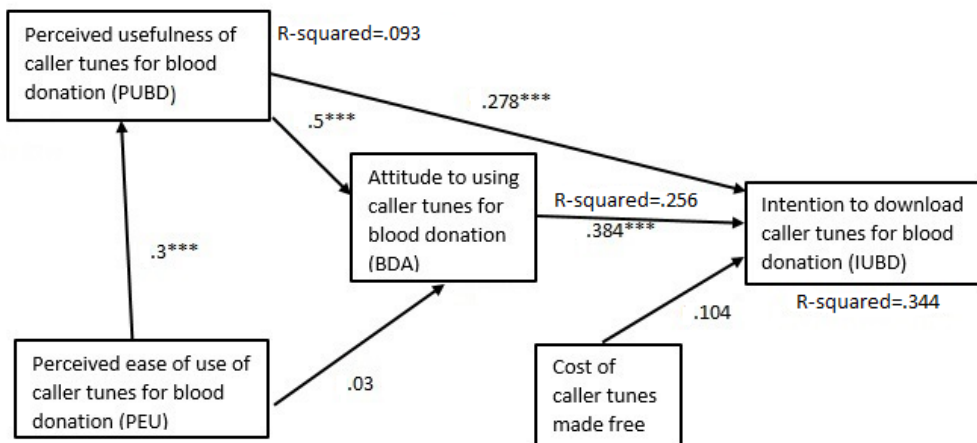 Perceived usefulness of
caller tunes for blood
donation (PUBD)
R-squared=.093
.278***
.5***
Attitude to using
caller tunes for
blood donation
(BDA)
R-squared=.256
.384***
Intention to download
caller tunes for blood
donation (IUBD)
R-squared=.344
.3***
.104
Perceived ease of use of
caller tunes for blood
donation (PEU)
.03
Cost of
caller tunes
made free